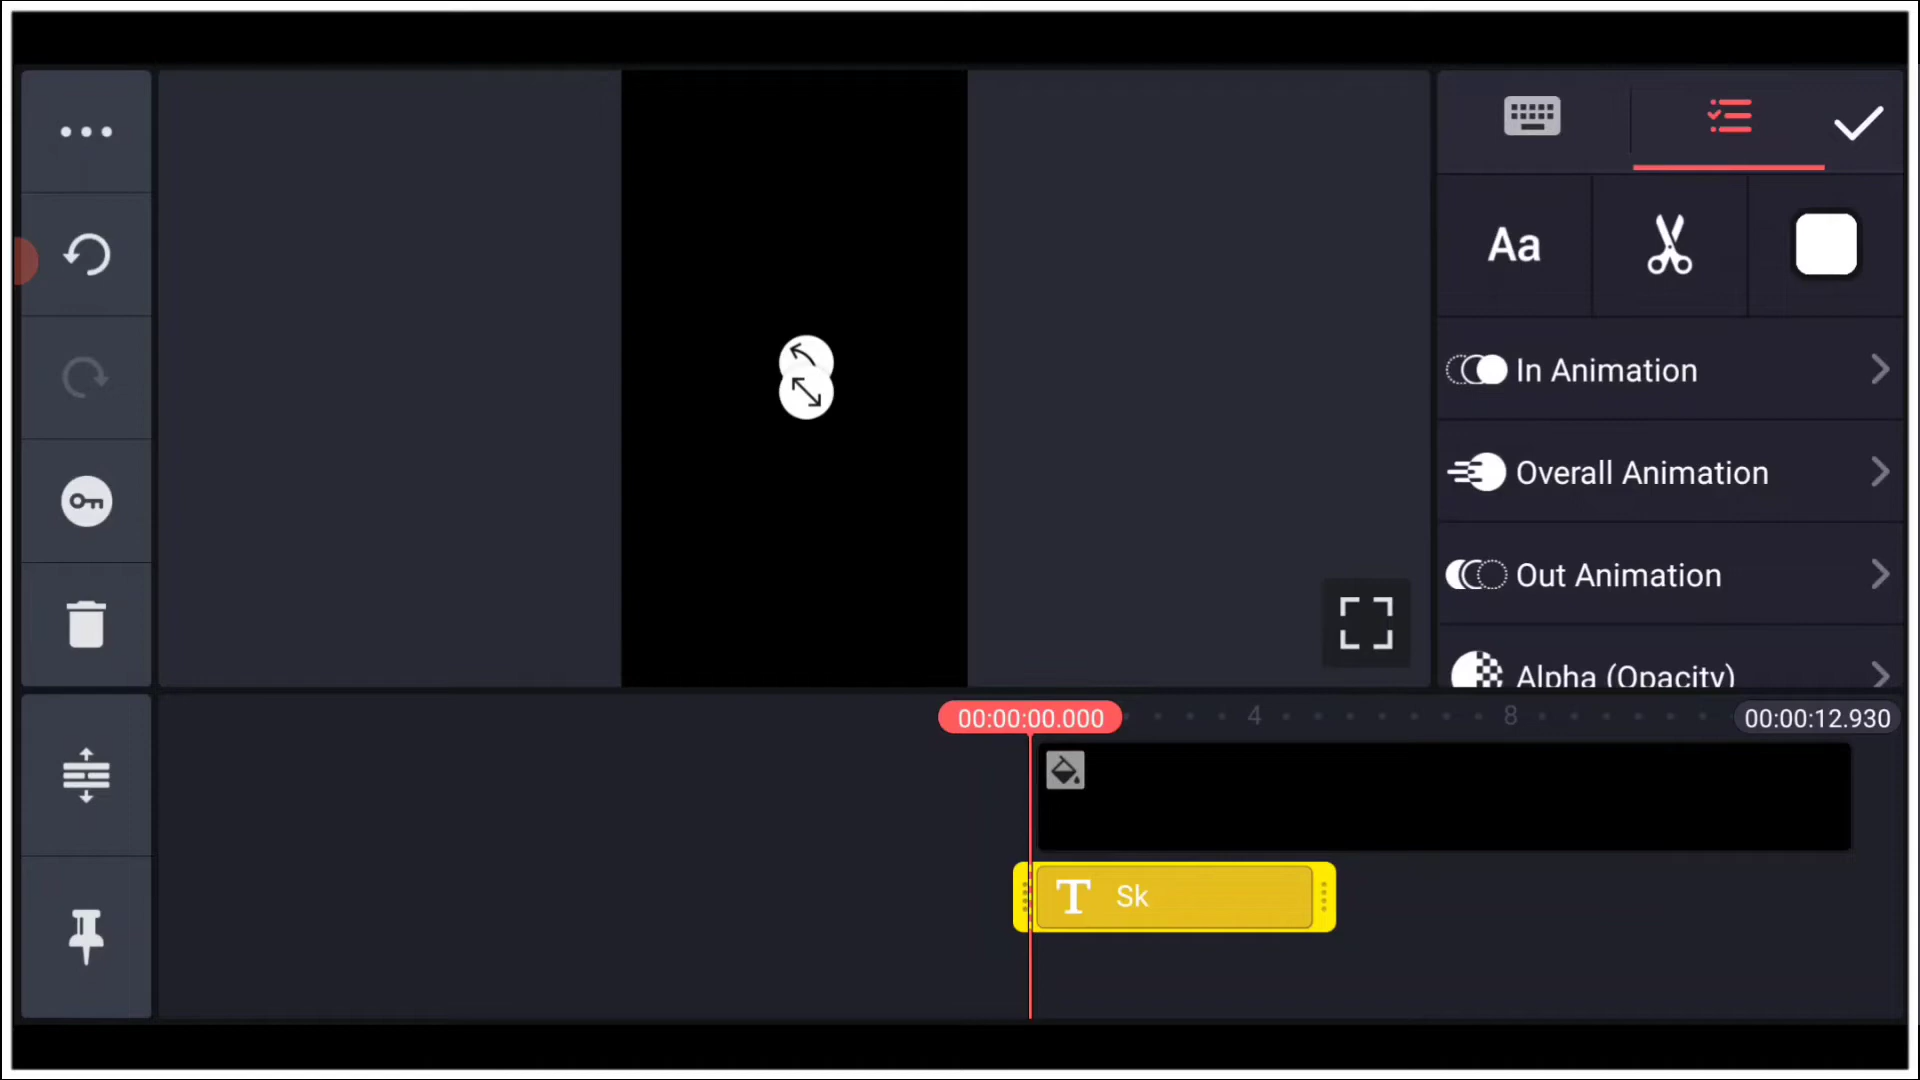 Aa
In Animation
Overall Animation
Out Animation
Alpha (Opacity)
00:00:00.000
4
8
00:00:12.930
T Sk